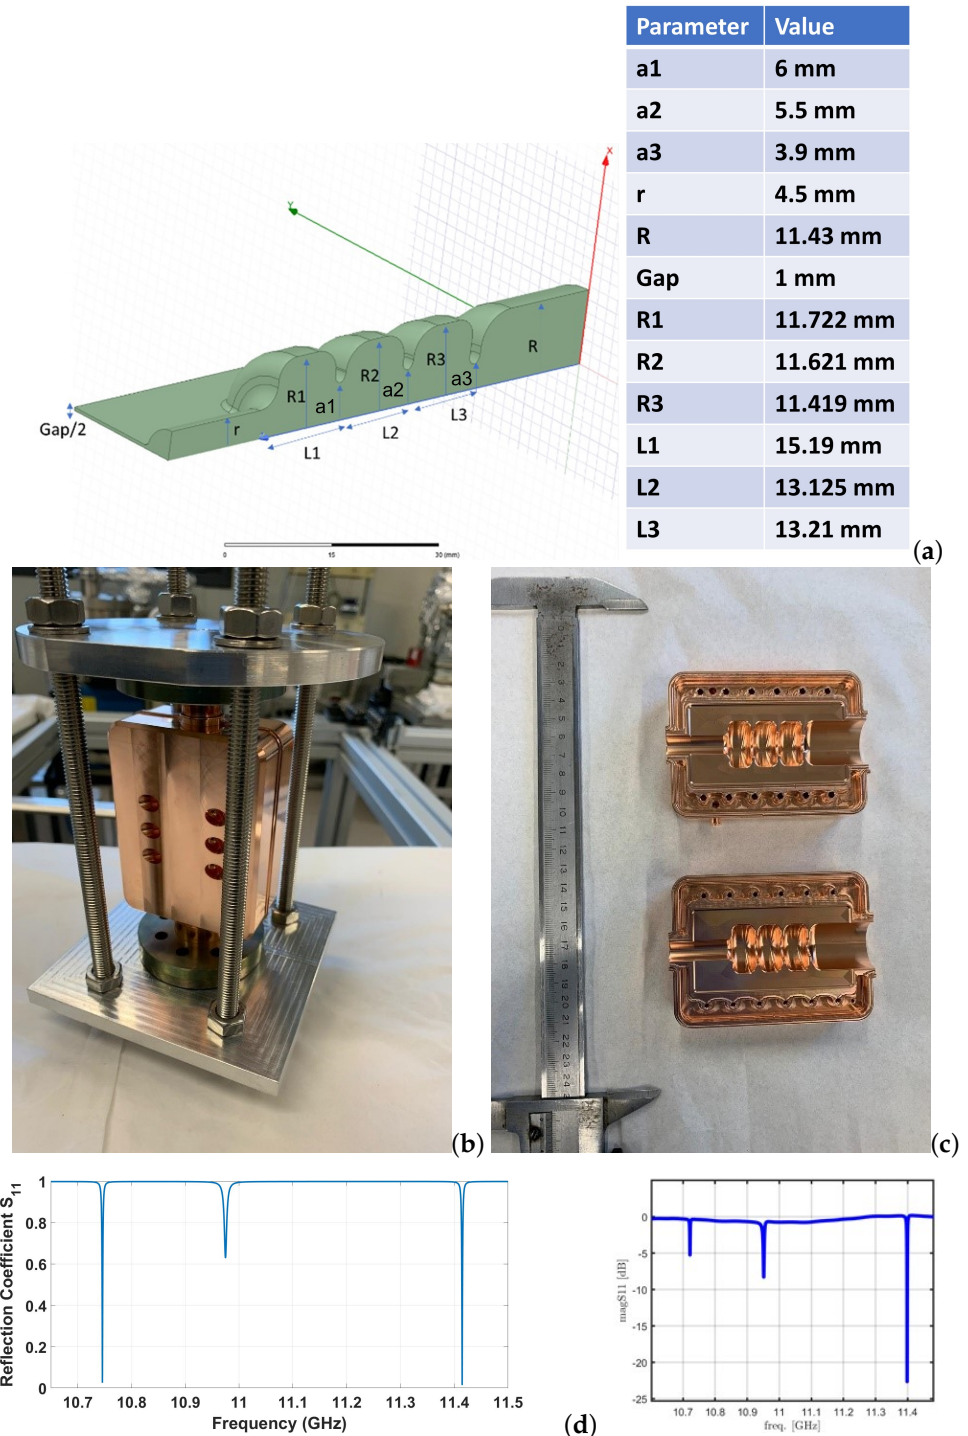 Parameter Value
a1 6 mm
a2 5.5 mm
a3 3.9 mm
r 4.5 mm
R 11.43 mm
Gap 1 mm
R1 11.722 mm
R2 11.621 mm
R3 11.419 mm
L1 15.19 mm
L2 13.125 mm
L3 13.21 mm
X
Y
R
R3
R2
R1
a3
a2
a1
r
Gap/2
L3
L2
L1
0 15 30 (mm)
(a)
(b)
(c)
Reflection Coefficient S11
1
0.8
0.6
0.4
0.2
0
10.7 10.8 10.9 11 11.1 11.2 11.3 11.4 11.5
Frequency (GHz)
(d)
magS11 [dB]
0
-5
-10
-15
-20
-25
10.7 10.8 10.9 11 11.1 11.2 11.3 11.4
freq. [GHz]